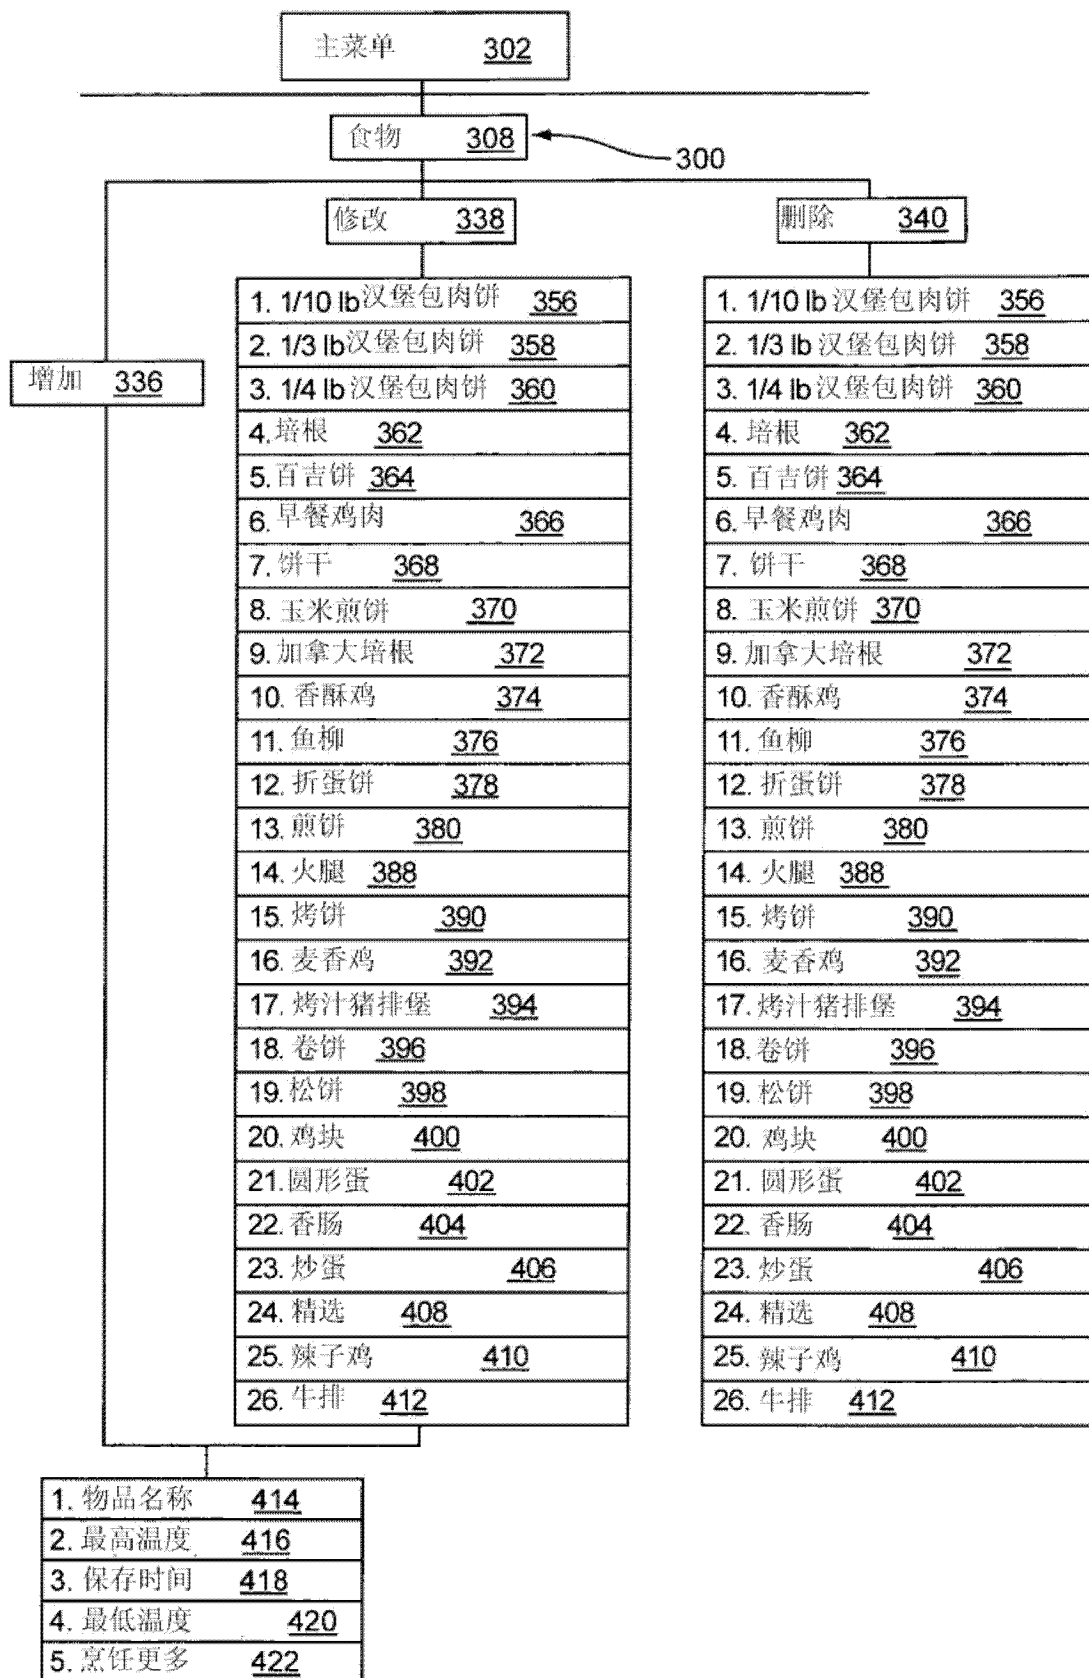 主菜单 302
食物 308
300
修改 338
删除 340
增加 336
1. 1/10 lb 汉堡包肉饼 356
2. 1/3 lb 汉堡包肉饼 358
3. 1/4 lb 汉堡包肉饼 360
4. 培根 362
5. 百吉饼 364
6. 早餐鸡肉 366
7. 饼干 368
8. 玉米煎饼 370
9. 加拿大培根 372
10. 香酥鸡 374
11. 鱼柳 376
12. 折蛋饼 378
13. 煎饼 380
14. 火腿 388
15. 烤饼 390
16. 麦香鸡 392
17. 烤汁猪排堡 394
18. 卷饼 396
19. 松饼 398
20. 鸡块 400
21. 圆形蛋 402
22. 香肠 404
23. 炒蛋 406
24. 精选 408
25. 辣子鸡 410
26. 牛排 412
1. 1/10 lb 汉堡包肉饼 356
2. 1/3 lb 汉堡包肉饼 358
3. 1/4 lb 汉堡包肉饼 360
4. 培根 362
5. 百吉饼 364
6. 早餐鸡肉 366
7. 饼干 368
8. 玉米煎饼 370
9. 加拿大培根 372
10. 香酥鸡 374
11. 鱼柳 376
12. 折蛋饼 378
13. 煎饼 380
14. 火腿 388
15. 烤饼 390
16. 麦香鸡 392
17. 烤汁猪排堡 394
18. 卷饼 396
19. 松饼 398
20. 鸡块 400
21. 圆形蛋 402
22. 香肠 404
23. 炒蛋 406
24. 精选 408
25. 辣子鸡 410
26. 牛排 412
1. 物品名称 414
2. 最高温度 416
3. 保存时间 418
4. 最低温度 420
5. 烹饪更多 422